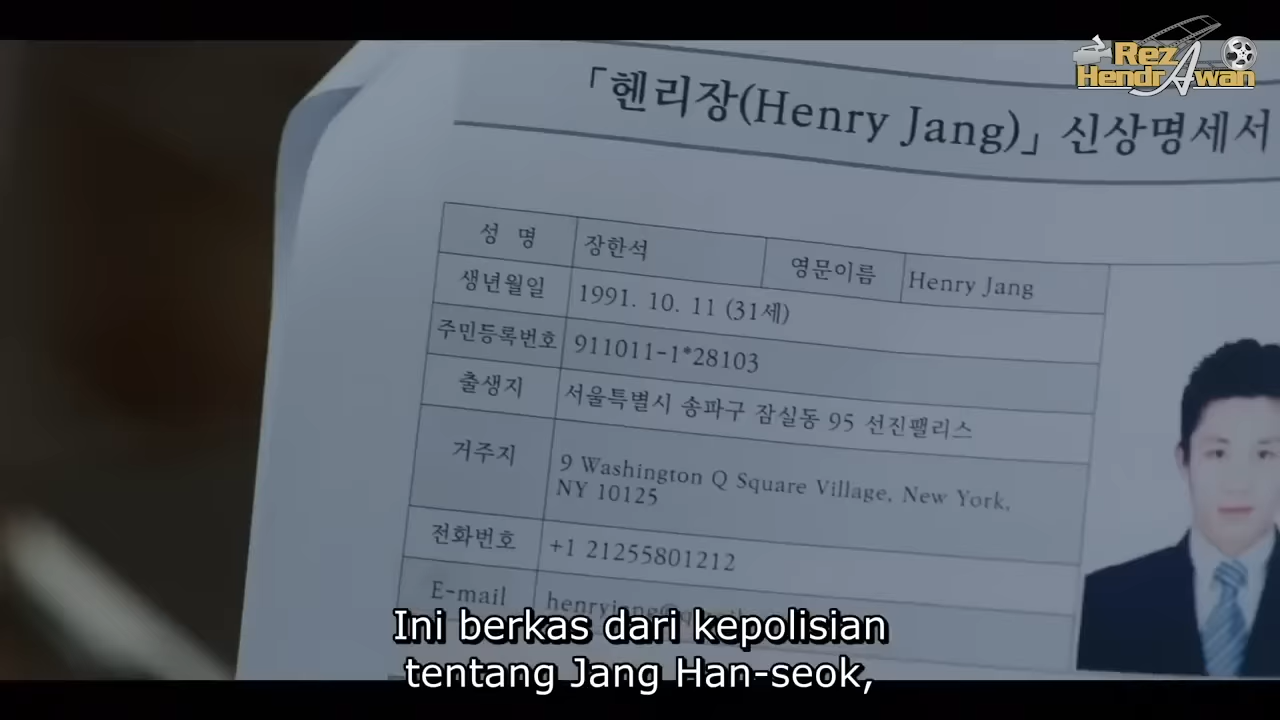 Rez
HendrAwan
「헨리장(Henry Jang)」 신상명세서
성 명 장한석 영문이름 Henry Jang
생년월일 1991. 10. 11 (31세)
주민등록번호 911011-1*28103
출생지 서울특별시 송파구 잠실동 95 선진팰리스
거주지 9 Washington Q Square Village, New York,
NY 10125
전화번호 +1 21255801212
E-mail
Ini berkas dari kepolisian
tentang Jang Han-seok,